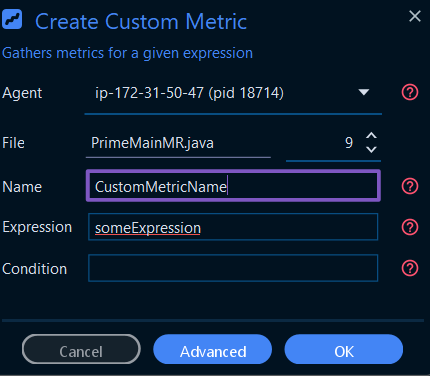 Create Custom Metric
Gathers metrics for a given expression
Agent ip-172-31-50-47 (pid 18714)
File PrimeMainMR.java 9
Name CustomMetricName
Expression someExpression
Condition
Cancel Advanced OK